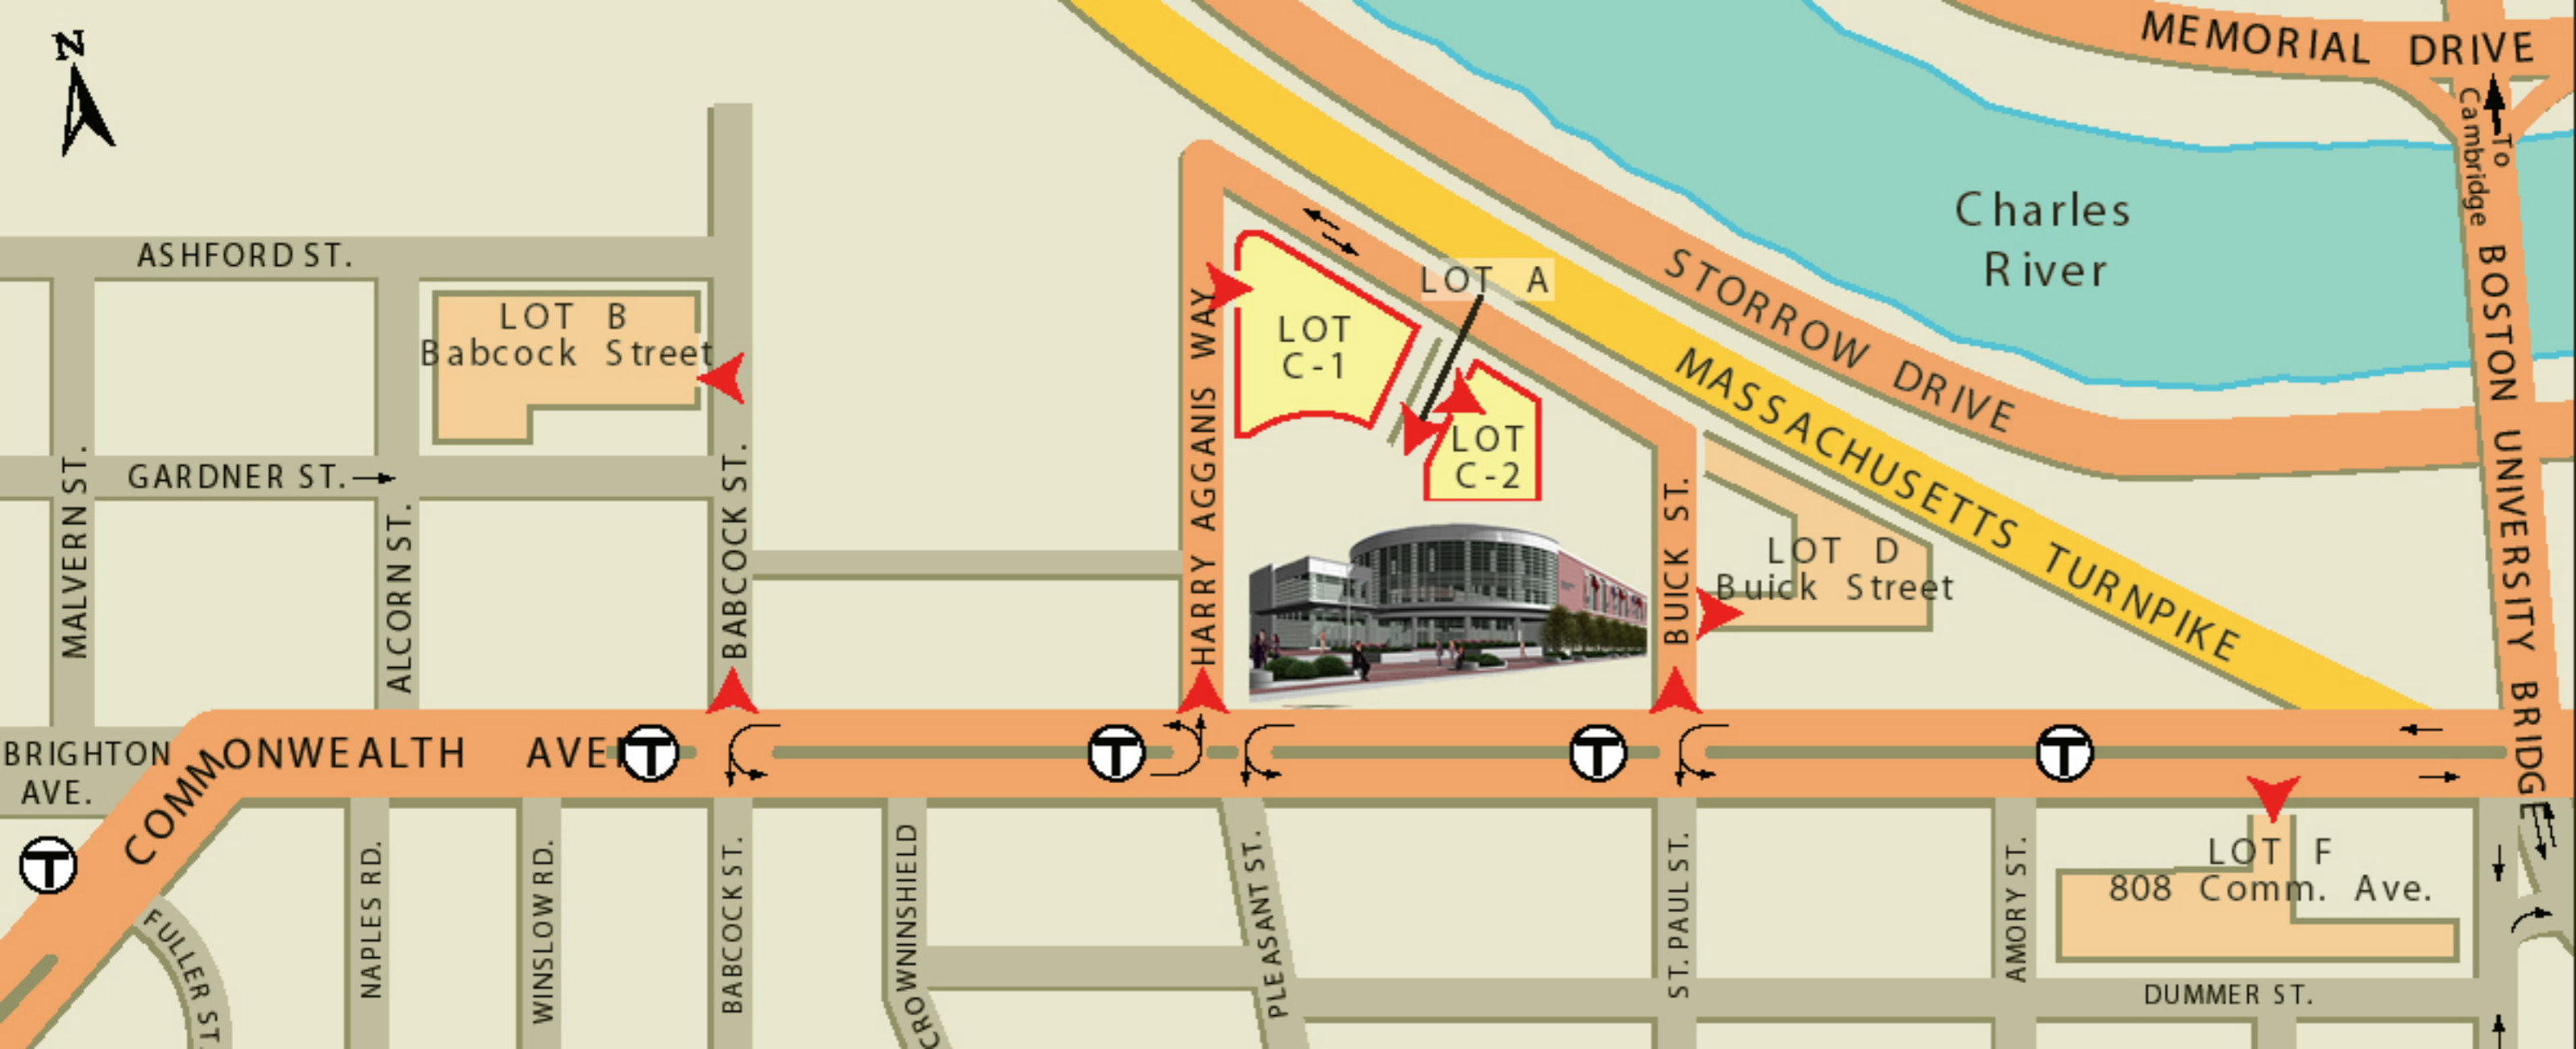 N
MEMORIAL DRIVE
To
Cambridge
Charles
River
ASHFORD ST.
LOT A
LOT B
Babcock Street
LOT
C-1
STORROW DRIVE
MASSACHUSETTS TURNPIKE
BOSTON UNIVERSITY BRIDGE
GARDNER ST.
LOT
C-2
MALVERN ST.
ALCORN ST.
BABCOCK ST.
HARRY AGGANIS WAY
BUICK ST.
LOT D
Buick Street
BRIGHTON
AVE.
COMMONWEALTH AVEN
T
T
T
T
T
NAPLES RD.
WINSLOW RD.
BABCOCK ST.
CROWNINSHIELD
CRO
PLEASANT ST.
ST. PAUL ST.
AMORY ST.
LOT F
808 Comm. Ave.
FULLER ST.
DUMMER ST.